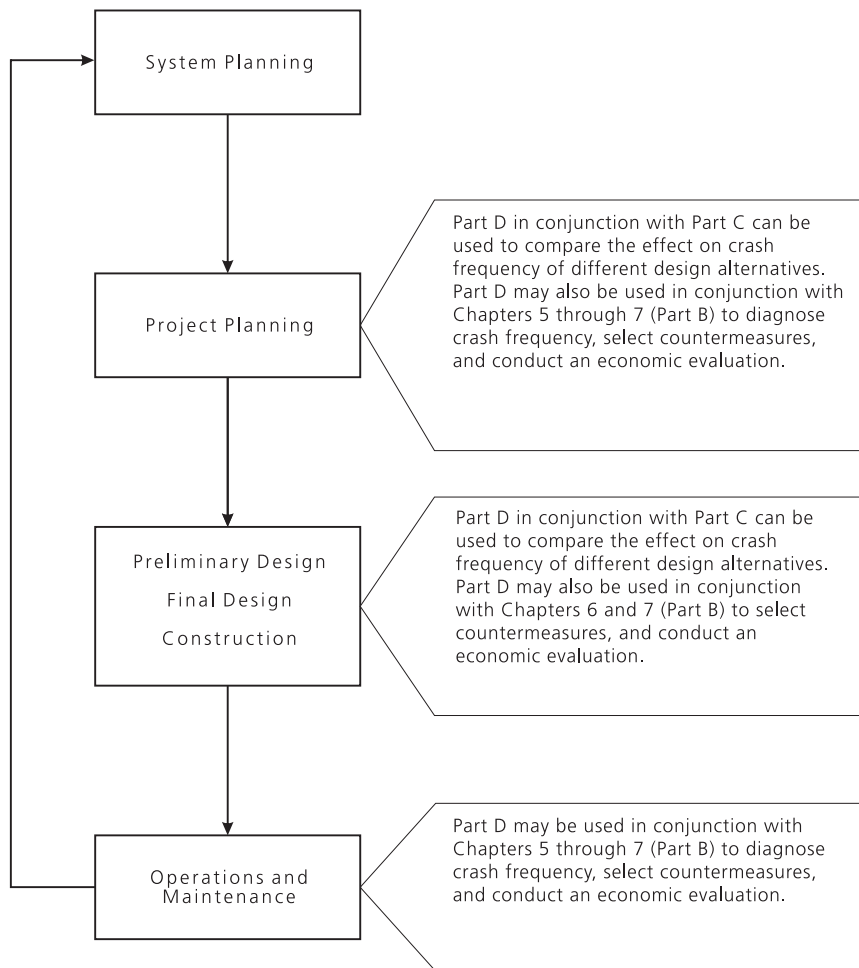 System Planning
Part D in conjunction with Part C can be
used to compare the effect on crash
frequency of different design alternatives.
Part D may also be used in conjunction with
Chapters 5 through 7 (Part B) to diagnose
crash frequency, select countermeasures,
and conduct an economic evaluation.
Project Planning
Part D in conjunction with Part C can be
used to compare the effect on crash
frequency of different design alternatives.
Part D may also be used in conjunction
with Chapters 6 and 7 (Part B) to select
countermeasures, and conduct an
economic evaluation.
Preliminary Design
Final Design
Construction
Part D may be used in conjunction with
Chapters 5 through 7 (Part B) to diagnose
crash frequency, select countermeasures,
and conduct an economic evaluation.
Operations and
Maintenance